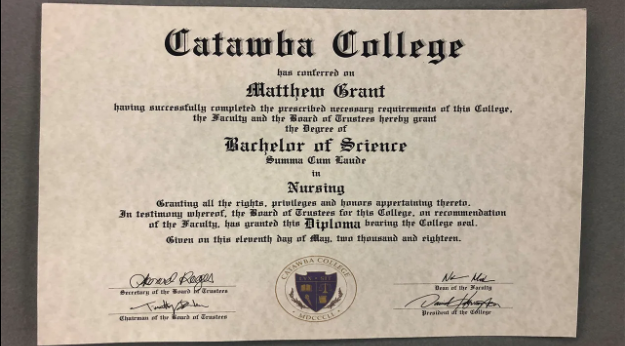 Catawba College
has conferred on
Matthew Grant
having successfully completed the prescribed necessary requirements of this College,
the Faculty and the Board of Trustees hereby grant
the Degree of
Bachelor of Science
Summa Cum Laude
in
Nursing
Granting all the rights, privileges and honors appertaining thereto.
In testimony whereof, the Board of Trustees for this College, on recommendation
of the Faculty, has granted this Diploma bearing the College seal.
Given on this eleventh day of May, two thousand and eighteen.
Secretary of the Board of Trustees
Chairman of the Board of Trustees
CATAWBA COLLEGE
MDCCCLI
Dean of the Faculty
President of the College